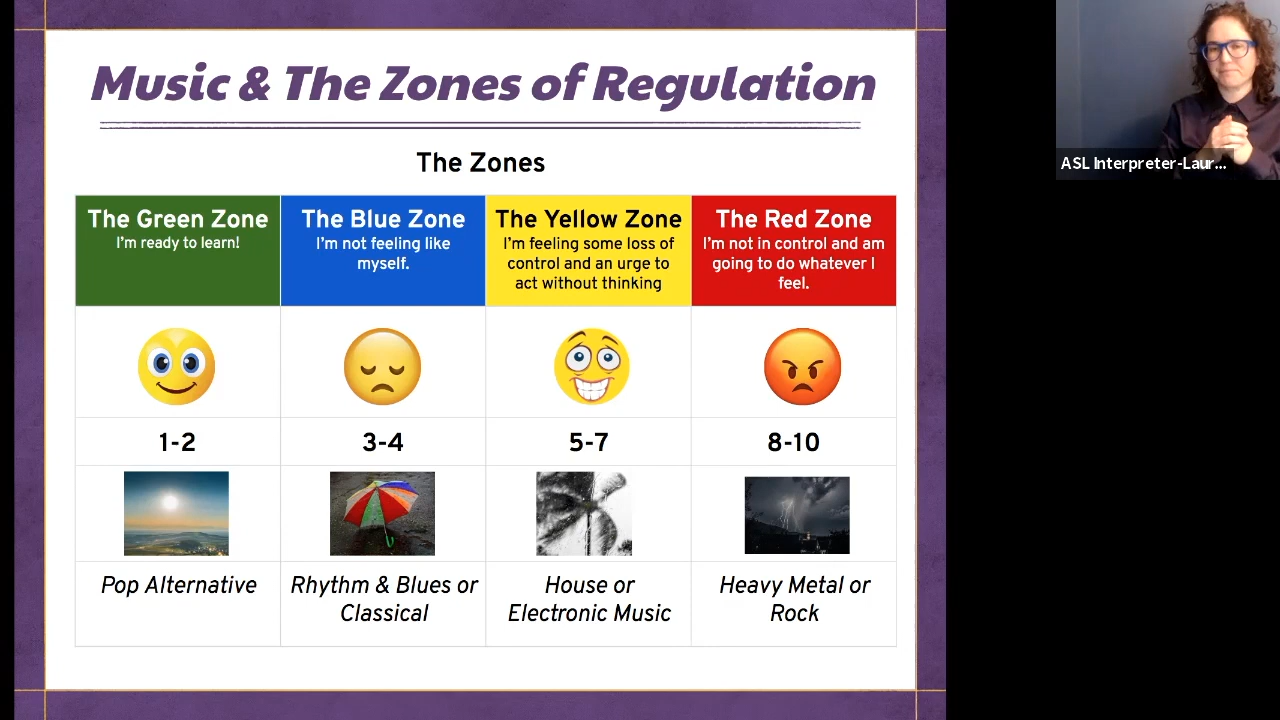 Music & The Zones of Regulation
The Zones
The Green Zone
I'm ready to learn!
The Blue Zone
I'm not feeling like
myself.
The Yellow Zone
I'm feeling some loss of
control and an urge to
act without thinking
The Red Zone
I'm not in control and am
going to do whatever I
feel.
1-2
3-4
5-7
8-10
Pop Alternative
Rhythm & Blues or
Classical
House or
Electronic Music
Heavy Metal or
Rock
ASL Interpreter-Laur...